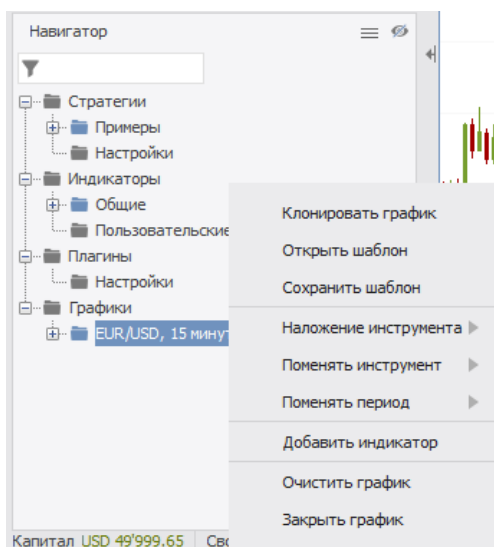 Навигатор
Стратегии
Примеры
Настройки
Индикаторы
Общие
Пользовательские
Плагины
Настройки
Графики
EUR/USD, 15 минут
Клонировать график
Открыть шаблон
Сохранить шаблон
Наложение инструмента
Поменять инструмент
Поменять период
Добавить индикатор
Очистить график
Закрыть график
Капитал USD 49'999.65